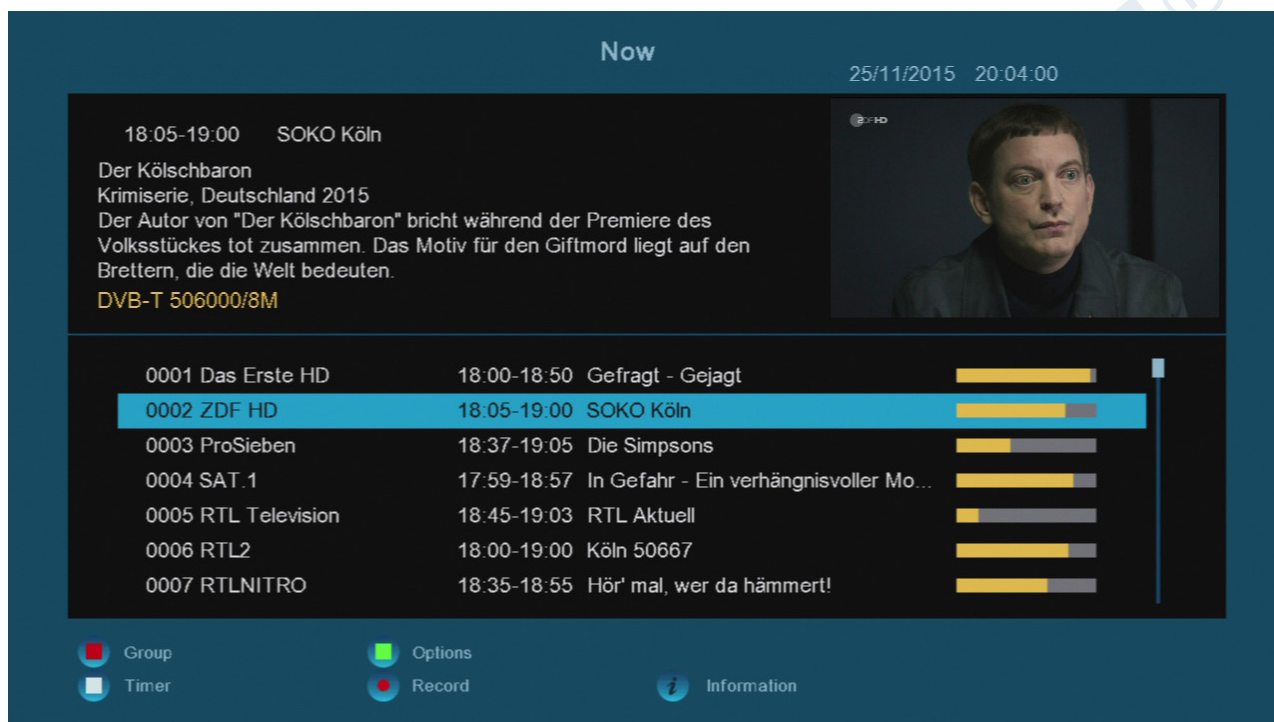 Now
25/11/2015 20:04:00
18:05-19:00 SOKO Köln
ZDFHD
Der Kölschbaron
Krimiserie, Deutschland 2015
Der Autor von "Der Kölschbaron" bricht während der Premiere des
Volksstückes tot zusammen. Das Motiv für den Giftmord liegt auf den
Brettern, die die Welt bedeuten.
DVB-T 506000/8M
0001 Das Erste HD 18:00-18:50 Gefragt - Gejagt
0002 ZDF HD 18:05-19:00 SOKO Köln
0003 ProSieben 18:37-19:05 Die Simpsons
0004 SAT.1 17:59-18:57 In Gefahr - Ein verhängnisvoller Mo...
0005 RTL Television 18:45-19:03 RTL Aktuell
0006 RTL2 18:00-19:00 Köln 50667
0007 RTLNITRO 18:35-18:55 Hör' mal, wer da hämmert!
Group Options
Timer Record i Information